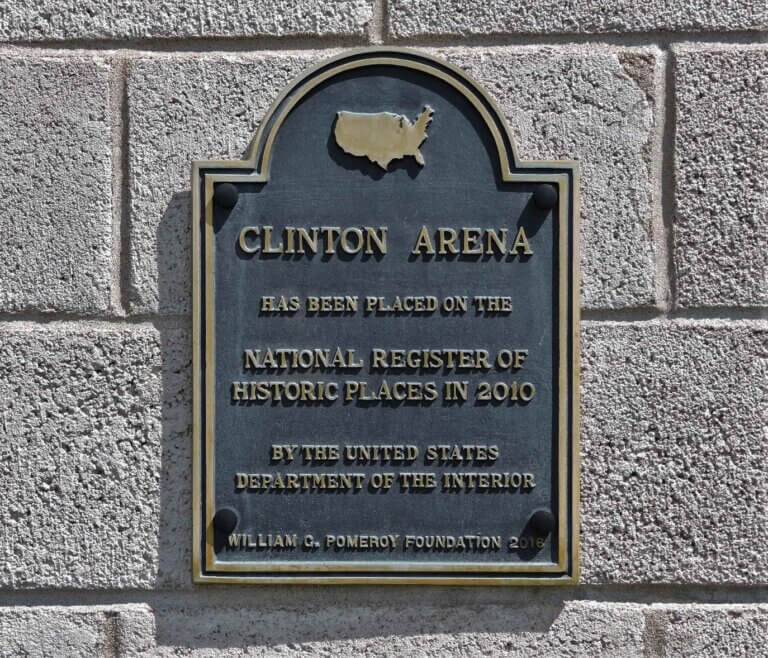 CLINTON ARENA
HAS BEEN PLACED ON THE
NATIONAL REGISTER OF
HISTORIC PLACES IN 2010
BY THE UNITED STATES
DEPARTMENT OF THE INTERIOR
WILLIAM G. POMEROY FOUNDATION 2016